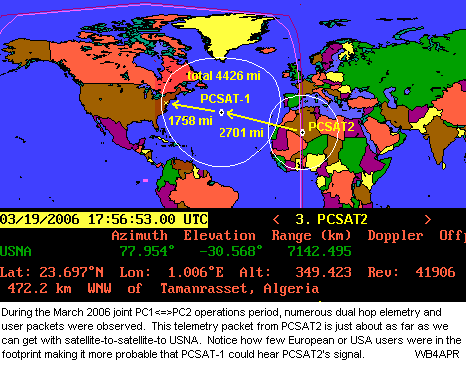 total 4426 mi
PCSAT-1
1758 mi
2701 mi
PCSAT2
03/19/2006 17:56:53.00 UTC < 3. PCSAT2 >
Azimuth Elevation Range (km) Doppler Offp
USNA 77.954° -30.568° 7142.495
Lat: 23.697°N Lon: 1.006°E Alt: 349.423 Rev: 41906
472.2 km WNW of Tamanrasset, Algeria
During the March 2006 joint PC1<=>PC2 operations period, numerous dual hop elemetry and
user packets were observed. This telemetry packet from PCSAT2 is just about as far as we
can get with satellite-to-satellite-to USNA. Notice how few European or USA users were in the
footprint making it more probable that PCSAT-1 could hear PCSAT2's signal. WB4APR